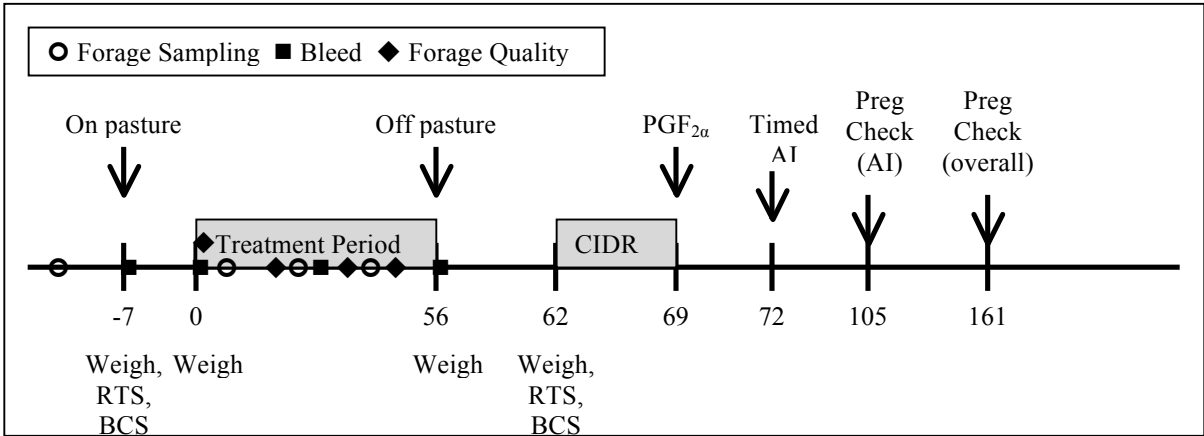 Forage Sampling Bleed Forage Quality
On pasture
Off pasture
PGF₂α
Timed
AI
Preg
Check
(AI)
Preg
Check
(overall)
Treatment Period
CIDR
-7 0 56 62 69 72 105 161
Weigh,
RTS,
BCS
Weigh
Weigh
Weigh,
RTS,
BCS